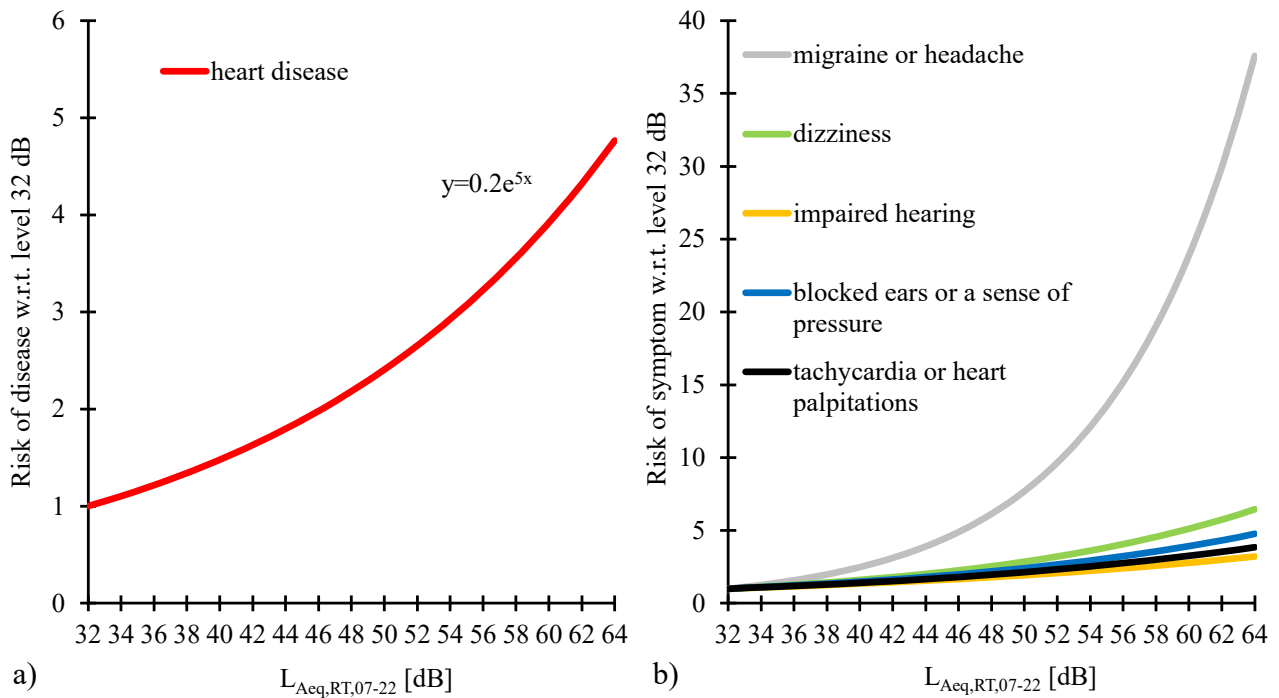 6
5
4
3
2
1
0
Risk of disease w.r.t. level 32 dB
heart disease
y=0.2e^5x
32 34 36 38 40 42 44 46 48 50 52 54 56 58 60 62 64
L_Aeq,RT,07-22 [dB]
a)
40
35
30
25
20
15
10
5
0
Risk of symptom w.r.t. level 32 dB
migraine or headache
dizziness
impaired hearing
blocked ears or a sense of
pressure
tachycardia or heart
palpitations
32 34 36 38 40 42 44 46 48 50 52 54 56 58 60 62 64
L_Aeq,RT,07-22 [dB]
b)